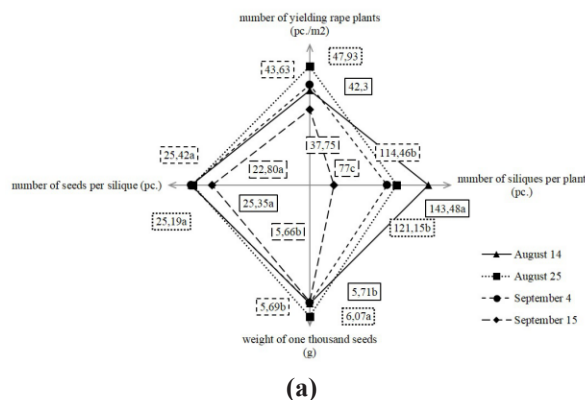 number of yielding rape plants
(pc./m2)
47,93
43,63
42,3
37,75
114,46b
25,42a
22,80a
77c
number of seeds per silique (pc.)
number of siliques per plant
(pc.)
25,19a
25,35a
143,48a
121,15b
5,66b
August 14
August 25
September 4
September 15
5,71b
5,69b
6,07a
weight of one thousand seeds
(g)
(a)